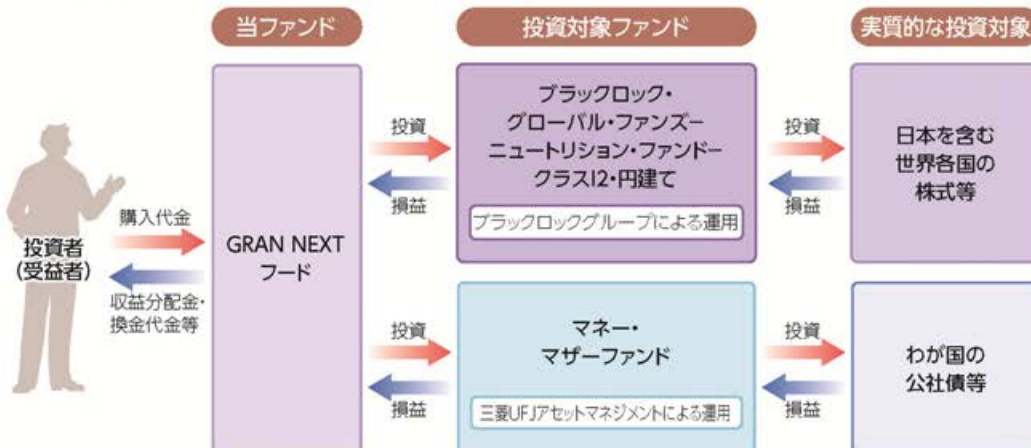 当ファンド
投資対象ファンド
実質的な投資対象
投資者
(受益者)
購入代金
収益分配金・
換金代金等
GRAN NEXT
フード
投資
損益
ブラックロック・
グローバル・ファンズー
ニュートリション・ファンドー
クラスI2・円建て
ブラックロックグループによる運用
投資
損益
日本を含む
世界各国の
株式等
投資
損益
マネー・
マザーファンド
三菱UFJアセットマネジメントによる運用
投資
損益
わが国の
公社債等